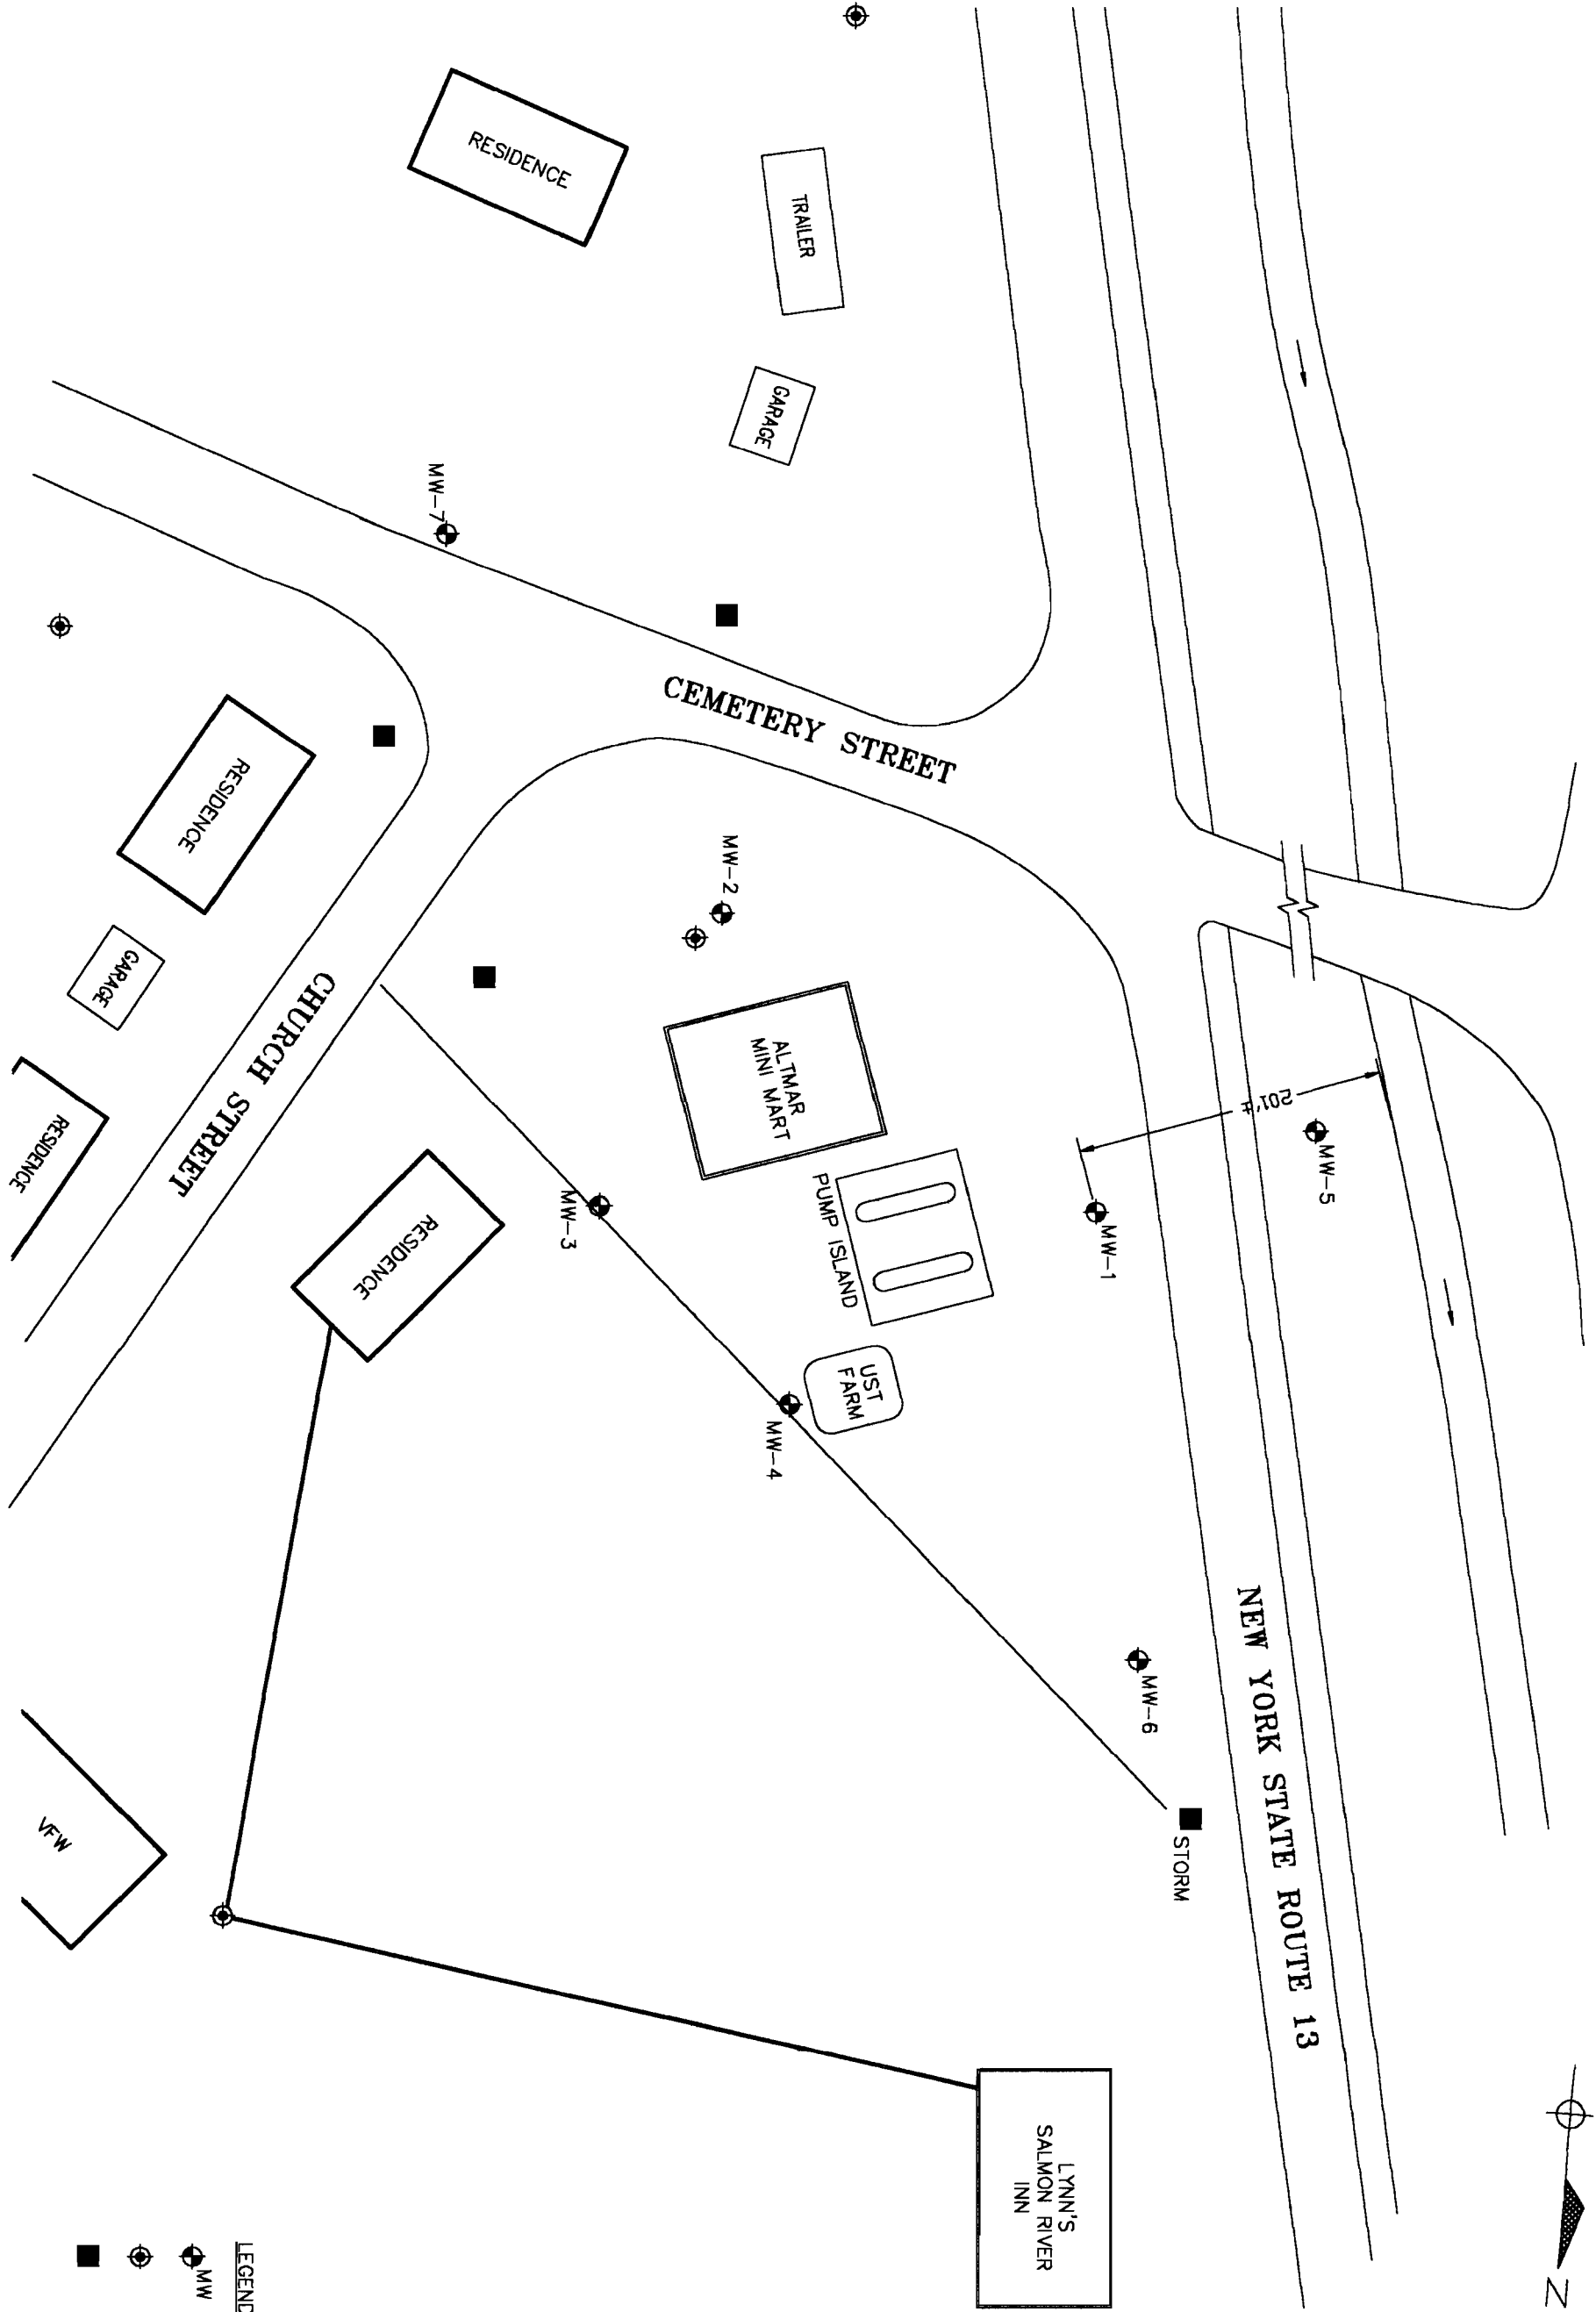 RESIDENCE
TRAILER
GARAGE
MW-7
CEMETERY STREET
RESIDENCE
MW-2
GARAGE
CHURCH STREET
RESIDENCE
ALTMAR
MINI MART
201'±
MW-5
MW-1
PUMP ISLAND
MW-3
RESIDENCE
UST
FARM
MW-4
MW-6
NEW YORK STATE ROUTE 13
STORM
VFW
LYNN'S
SALMON RIVER
INN
N
LEGEND
MW